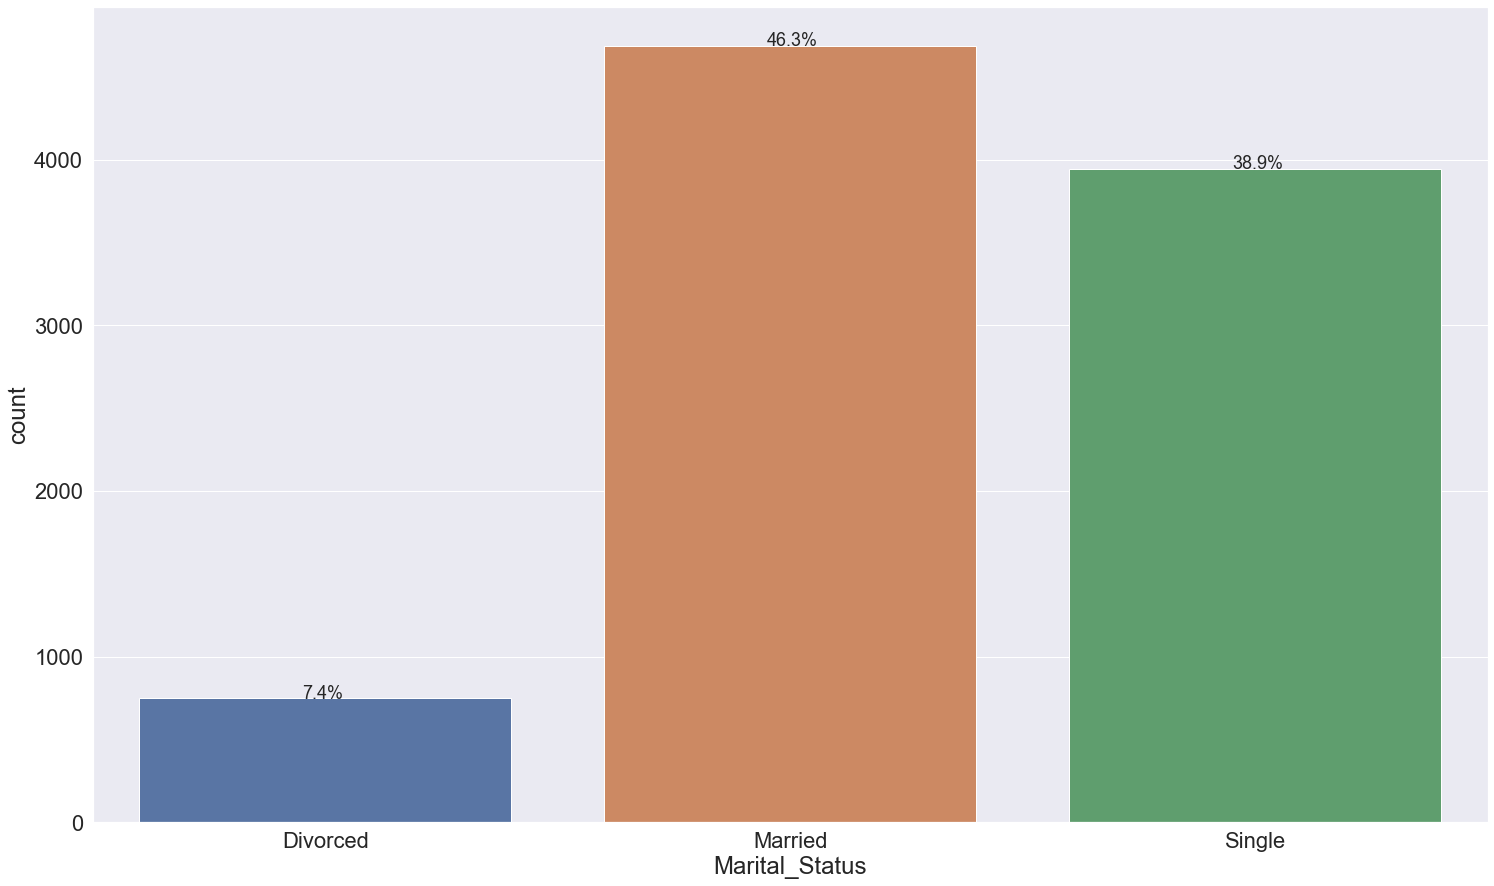 46.3%
38.9%
7.4%
4000
3000
2000
1000
0
count
Divorced
Married
Single
Marital_Status